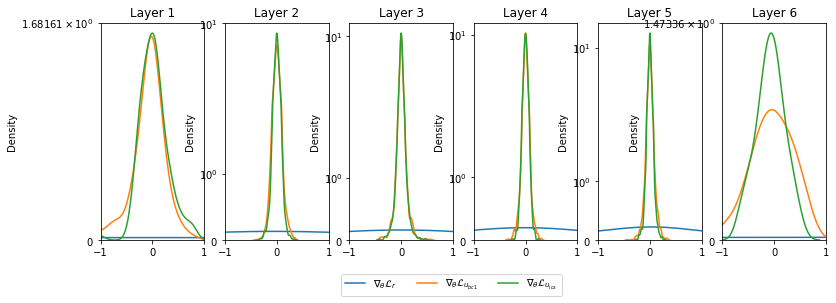 Layer 1 Layer 2 Layer 3 Layer 4 Layer 5 Layer 6
1.68161 × 10⁰ 10¹ 10¹ 10¹ 10¹ 1.47336 × 10⁰
Density Density Density Density Density Density
10⁰ 10⁰ 10⁰ 10⁰
0 0 0 0 0 0
−1 0 1 −1 0 1 −1 0 1 −1 0 1 −1 0 1 −1 0 1
∇θℒr ∇θℒu_bc1 ∇θℒu_ics